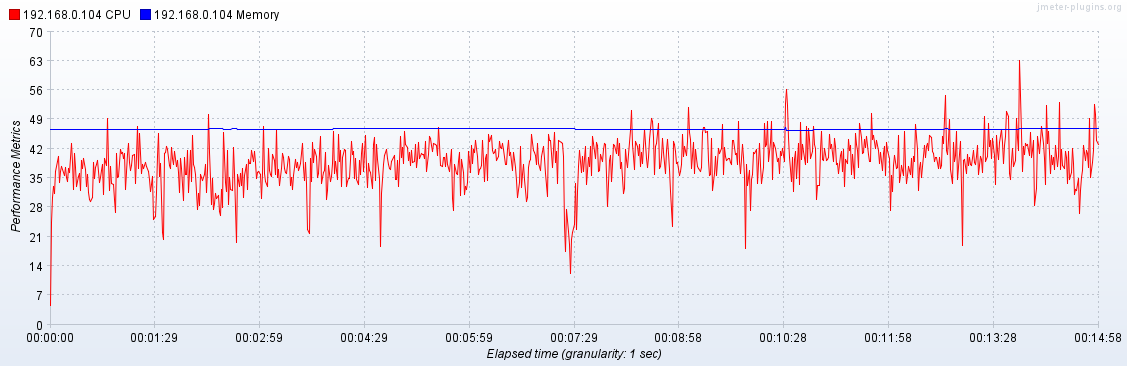 192.168.0.104 CPU 192.168.0.104 Memory
jmeter-plugins.org
70
63
56
49
42
35
28
21
14
7
0
Performance Metrics
00:00:00 00:01:29 00:02:59 00:04:29 00:05:59 00:07:29 00:08:58 00:10:28 00:11:58 00:13:28 00:14:58
Elapsed time (granularity: 1 sec)